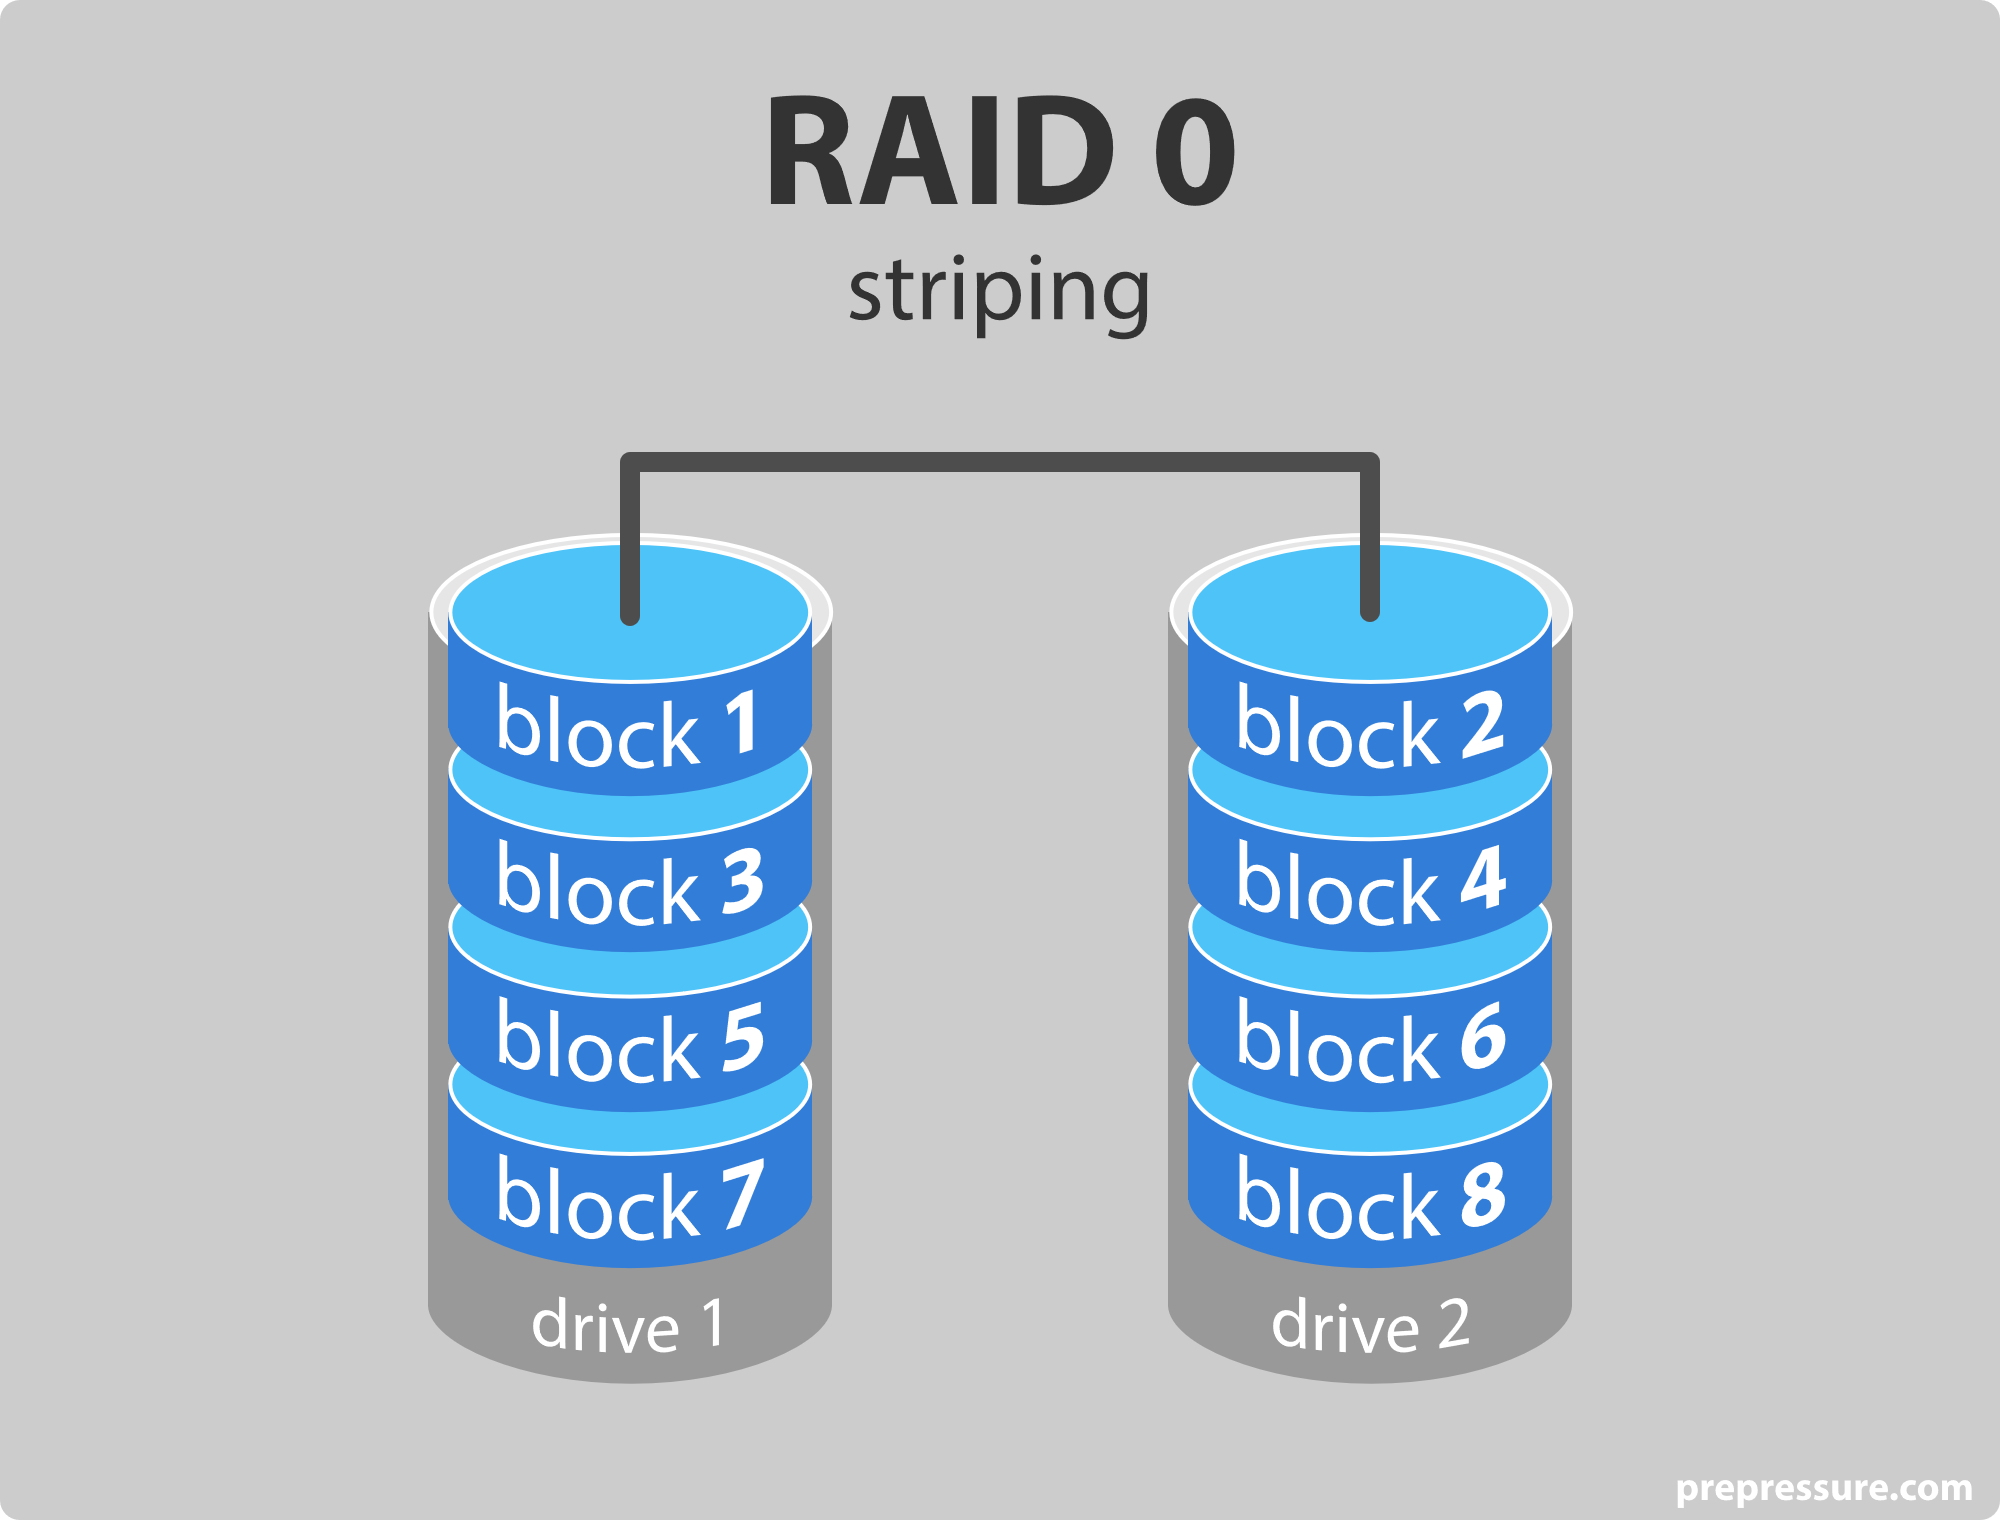 RAID 0
striping
block 1
block 3
block 5
block 7
drive 1
block 2
block 4
block 6
block 8
drive 2
prepressure.com